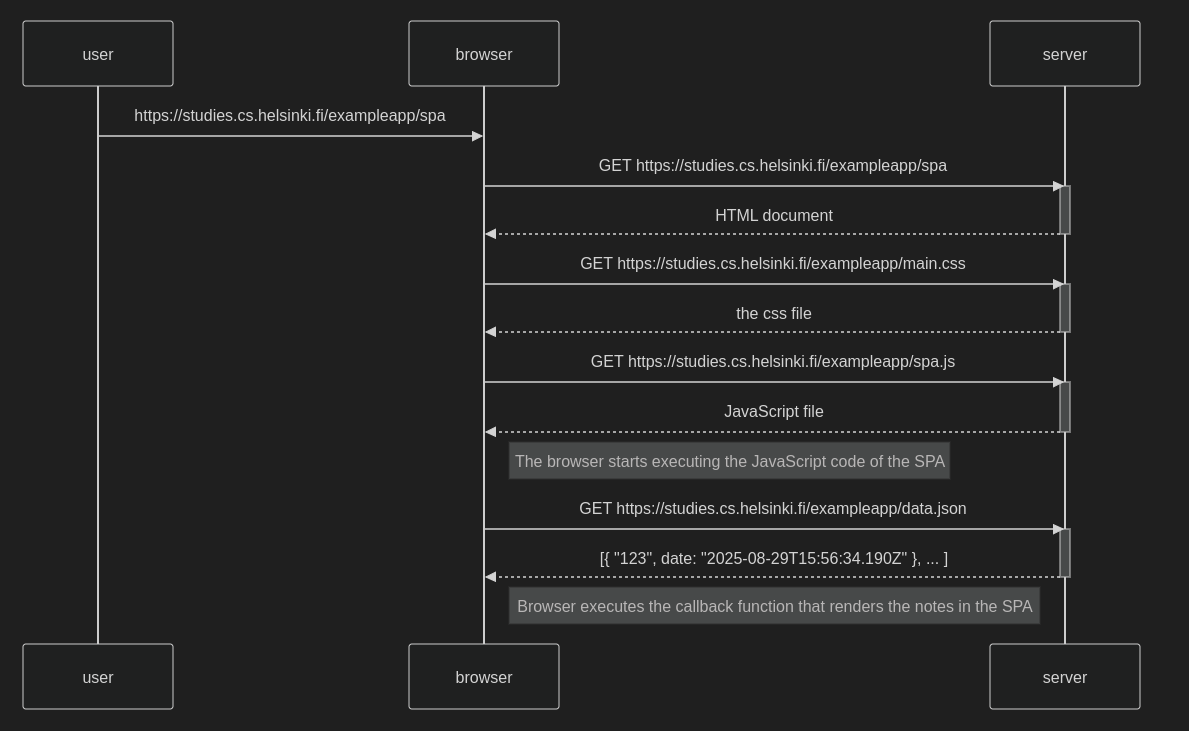 user
browser
server
https://studies.cs.helsinki.fi/exampleapp/spa
GET https://studies.cs.helsinki.fi/exampleapp/spa
HTML document
GET https://studies.cs.helsinki.fi/exampleapp/main.css
the css file
GET https://studies.cs.helsinki.fi/exampleapp/spa.js
JavaScript file
The browser starts executing the JavaScript code of the SPA
GET https://studies.cs.helsinki.fi/exampleapp/data.json
[{ "123", date: "2025-08-29T15:56:34.190Z" }, ... ]
Browser executes the callback function that renders the notes in the SPA
user
browser
server